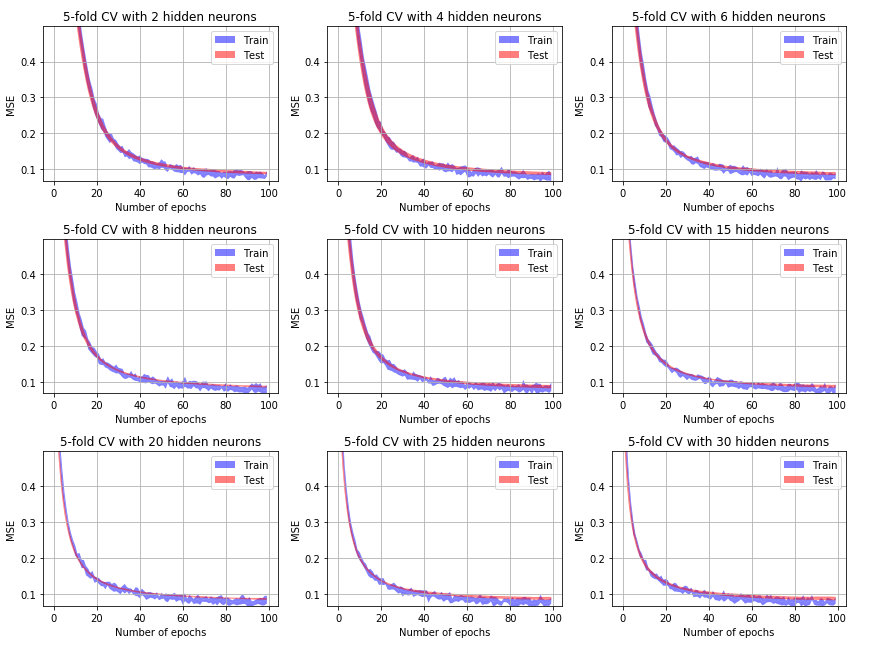 5-fold CV with 2 hidden neurons
Train
Test
0.4
0.3
0.2
0.1
MSE
0 20 40 60 80 100
Number of epochs
5-fold CV with 4 hidden neurons
Train
Test
0.4
0.3
0.2
0.1
MSE
0 20 40 60 80 100
Number of epochs
5-fold CV with 6 hidden neurons
Train
Test
0.4
0.3
0.2
0.1
MSE
0 20 40 60 80 100
Number of epochs
5-fold CV with 8 hidden neurons
Train
Test
0.4
0.3
0.2
0.1
MSE
0 20 40 60 80 100
Number of epochs
5-fold CV with 10 hidden neurons
Train
Test
0.4
0.3
0.2
0.1
MSE
0 20 40 60 80 100
Number of epochs
5-fold CV with 15 hidden neurons
Train
Test
0.4
0.3
0.2
0.1
MSE
0 20 40 60 80 100
Number of epochs
5-fold CV with 20 hidden neurons
Train
Test
0.4
0.3
0.2
0.1
MSE
0 20 40 60 80 100
Number of epochs
5-fold CV with 25 hidden neurons
Train
Test
0.4
0.3
0.2
0.1
MSE
0 20 40 60 80 100
Number of epochs
5-fold CV with 30 hidden neurons
Train
Test
0.4
0.3
0.2
0.1
MSE
0 20 40 60 80 100
Number of epochs